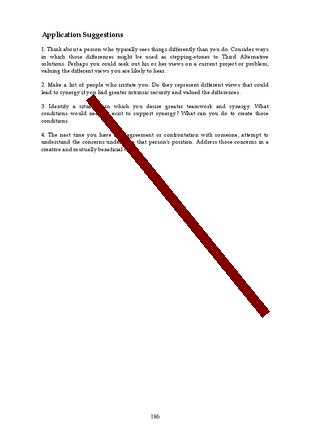 Application Suggestions
1. Think about a person who typically sees things differently than you do. Consider ways
in which those differences might be used as stepping-stones to Third Alternative
solutions. Perhaps you could seek out his or her views on a current project or problem,
valuing the different views you are likely to hear.
2. Make a list of people who irritate you. Do they represent different views that could
lead to synergy if you had greater intrinsic security and valued the differences.
3. Identify a in which you desire greater teamwork and synergy. What
conditions would exist to support synergy? What can you do to create those
conditions.
4. The next time you have or confrontation with someone, attempt to
understand the concerns that person's position. Address those concerns in a
creative and mutually beneficial
186